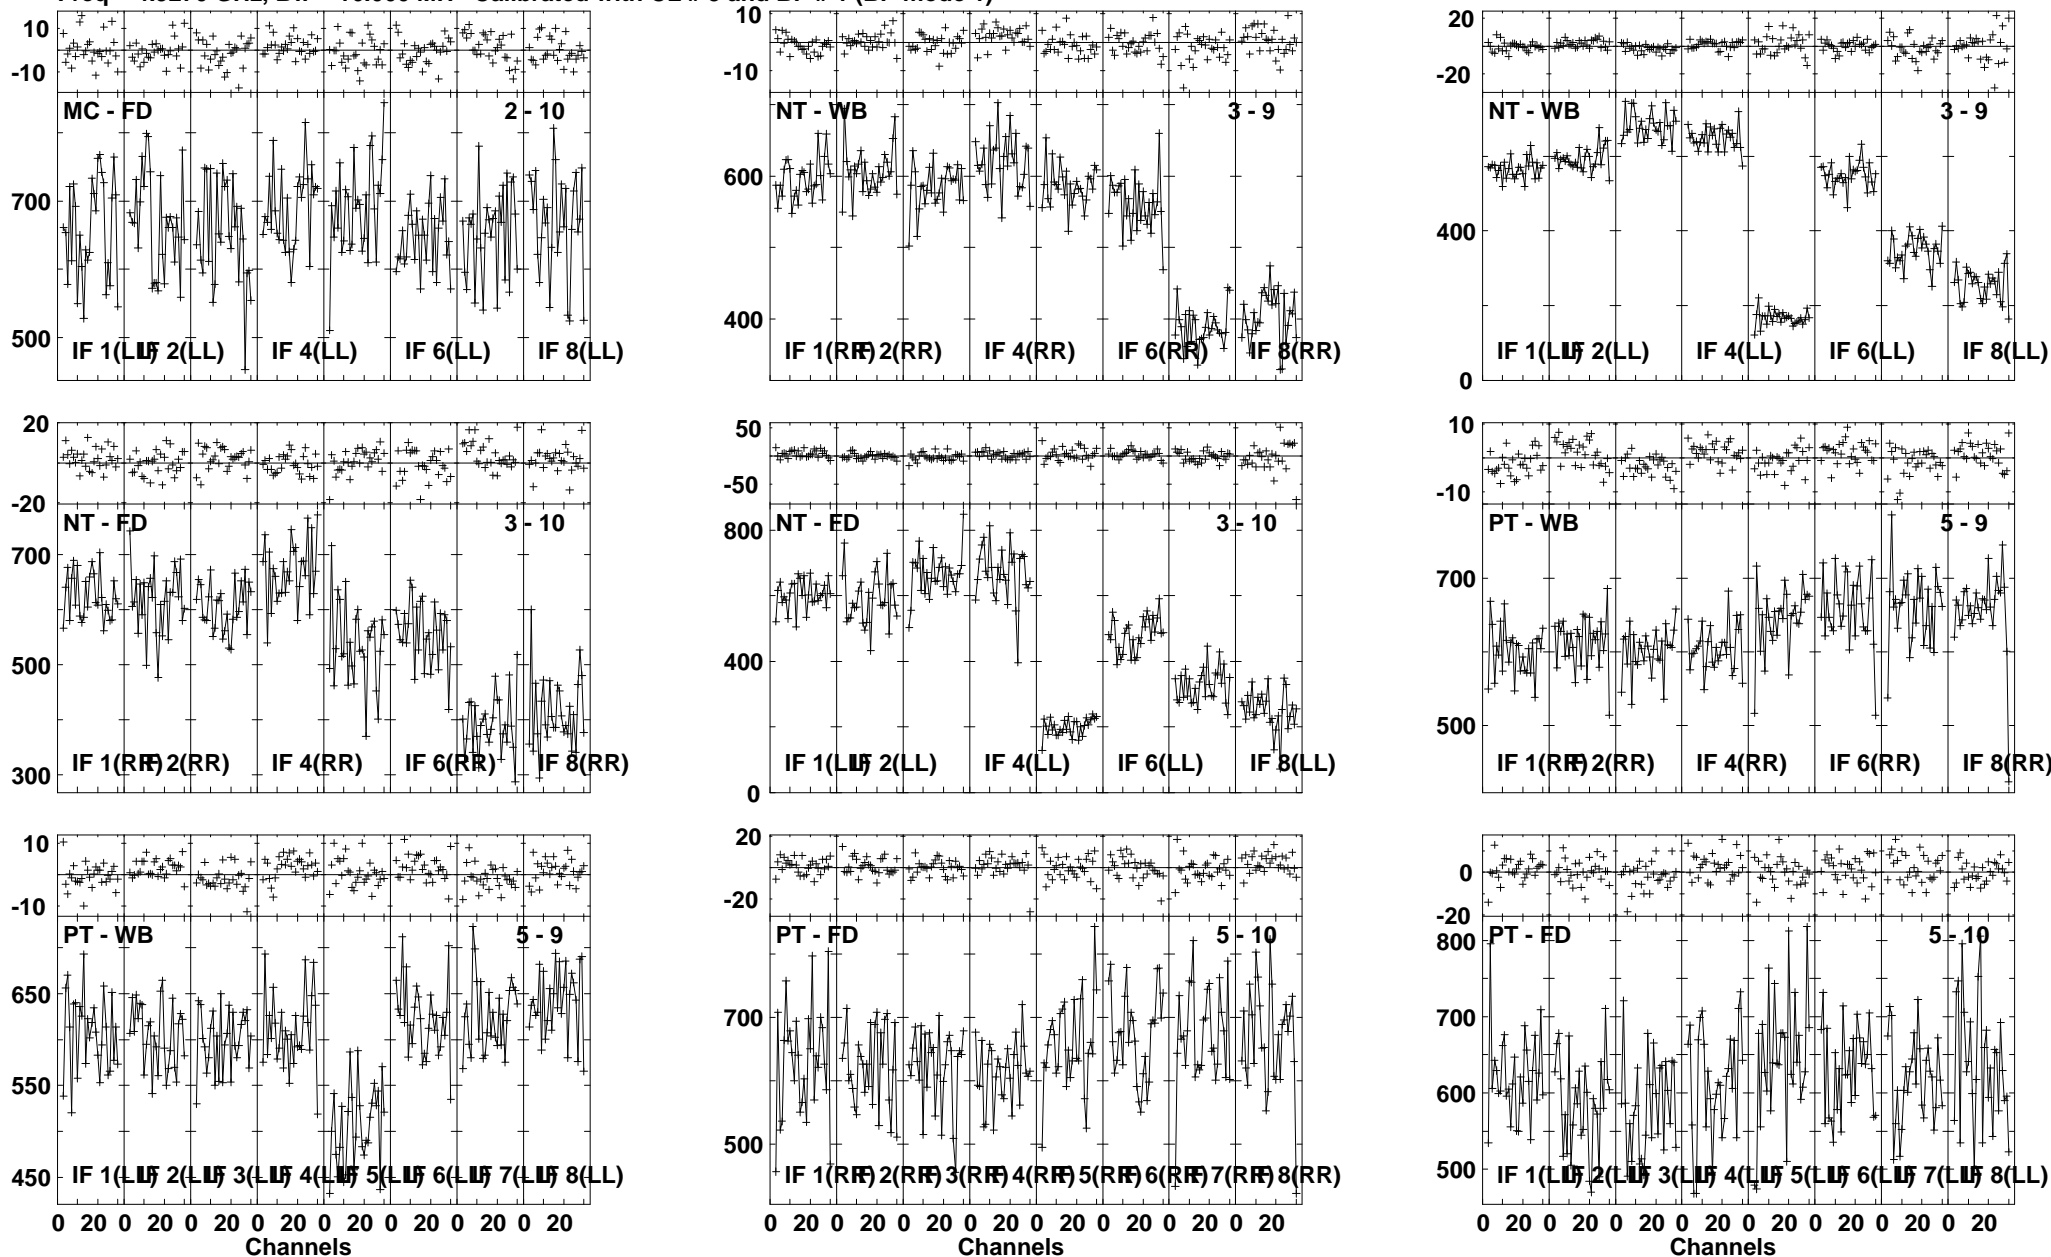 10
-10
MC - FD 2 - 10
700
500
IF 1(LL) IF 2(LL) IF 4(LL) IF 6(LL) IF 8(LL)
10
-10
NT - WB 3 - 9
600
400
IF 1(RR) IF 2(RR) IF 4(RR) IF 6(RR) IF 8(RR)
20
-20
NT - WB 3 - 9
400
0
IF 1(LL) IF 2(LL) IF 4(LL) IF 6(LL) IF 8(LL)
20
-20
NT - FD 3 - 10
700
500
300
IF 1(RR) IF 2(RR) IF 4(RR) IF 6(RR) IF 8(RR)
50
-50
NT - FD 3 - 10
800
400
0
IF 1(LL) IF 2(LL) IF 4(LL) IF 6(LL) IF 8(LL)
10
-10
PT - WB 5 - 9
700
500
IF 1(RR) IF 2(RR) IF 4(RR) IF 6(RR) IF 8(RR)
10
-10
PT - WB 5 - 9
650
550
450
IF 1(LL) IF 2(LL) IF 3(LL) IF 4(LL) IF 5(LL) IF 6(LL) IF 7(LL) IF 8(LL)
0 20 0 20 0 20 0 20 0 20 0 20 0 20 0 20
Channels
20
-20
PT - FD 5 - 10
700
500
IF 1(RR) IF 2(RR) IF 3(RR) IF 4(RR) IF 5(RR) IF 6(RR) IF 7(RR) IF 8(RR)
0 20 0 20 0 20 0 20 0 20 0 20 0 20 0 20
Channels
0
-20
PT - FD 5 - 10
800
700
600
500
IF 1(LL) IF 2(LL) IF 3(LL) IF 4(LL) IF 5(LL) IF 6(LL) IF 7(LL) IF 8(LL)
0 20 0 20 0 20 0 20 0 20 0 20 0 20 0 20
Channels